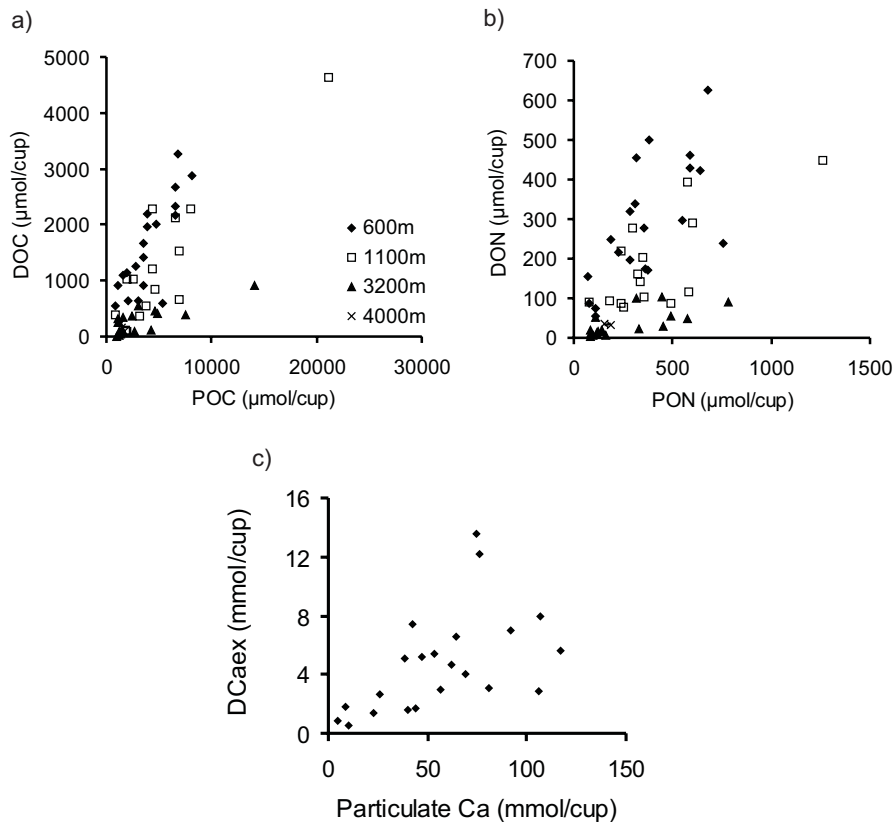 a)
b)
5000
4000
3000
2000
1000
0
DOC (µmol/cup)
0 10000 20000 30000
POC (µmol/cup)
600m
1100m
3200m
4000m
700
600
500
400
300
200
100
0
DON (µmol/cup)
0 500 1000 1500
PON (µmol/cup)
c)
16
12
8
4
0
DCaex (mmol/cup)
0 50 100 150
Particulate Ca (mmol/cup)